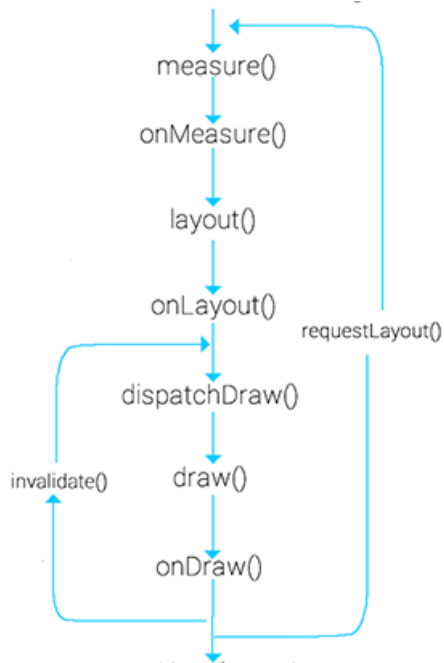 measure()
onMeasure()
layout()
onLayout()
requestLayout()
dispatchDraw()
invalidate()
draw()
onDraw()